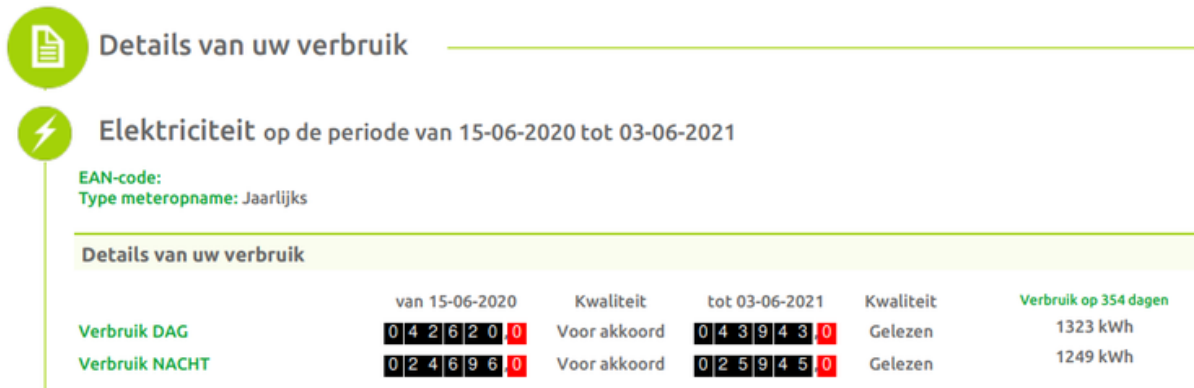 Details van uw verbruik
Elektriciteit op de periode van 15-06-2020 tot 03-06-2021
EAN-code:
Type meteropname: Jaarlijks
Details van uw verbruik
van 15-06-2020 Kwaliteit tot 03-06-2021 Kwaliteit Verbruik op 354 dagen
Verbruik DAG 042620,0 Voor akkoord 043943,0 Gelezen 1323 kWh
Verbruik NACHT 024696,0 Voor akkoord 025945,0 Gelezen 1249 kWh